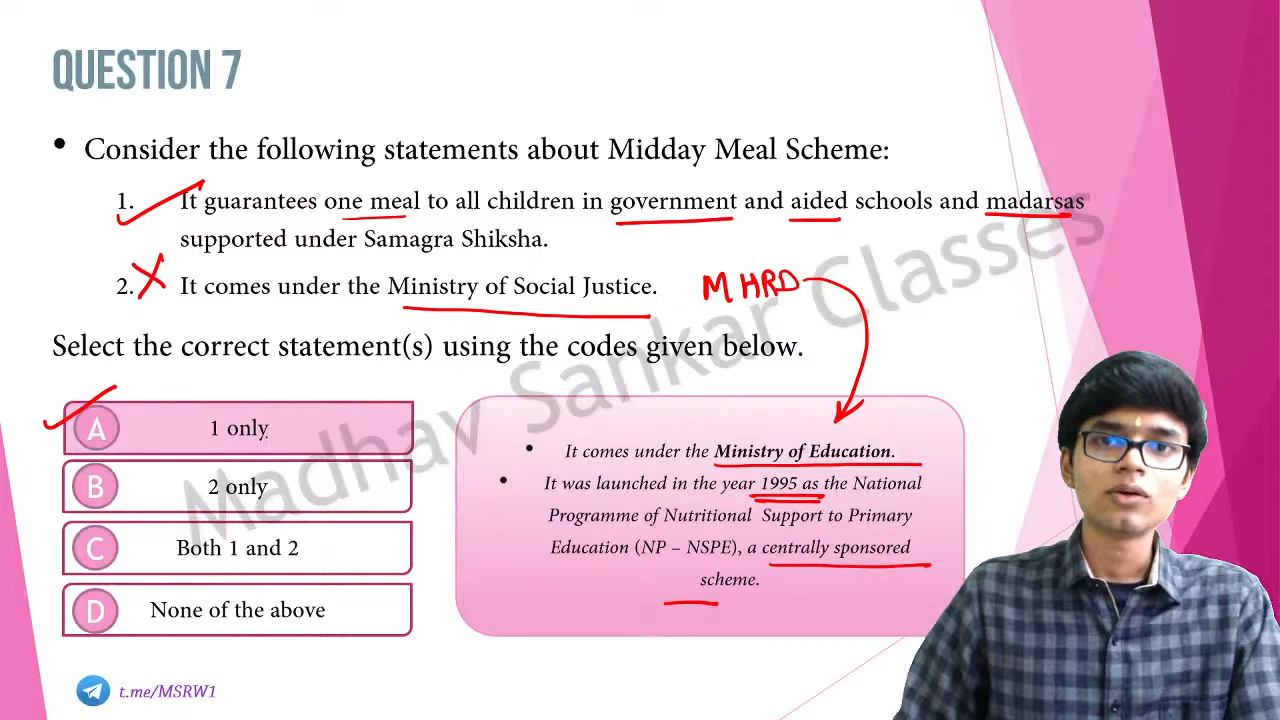 QUESTION 7
• Consider the following statements about Midday Meal Scheme:
1. It guarantees one meal to all children in government and aided schools and madarsas
supported under Samagra Shiksha.
2. It comes under the Ministry of Social Justice. MHRD
Select the correct statement(s) using the codes given below.
A 1 only
B 2 only
C Both 1 and 2
D None of the above
• It comes under the Ministry of Education.
• It was launched in the year 1995 as the National
Programme of Nutritional Support to Primary
Education (NP – NSPE), a centrally sponsored
scheme.
Madhav Sankar Classes
t.me/MSRW1